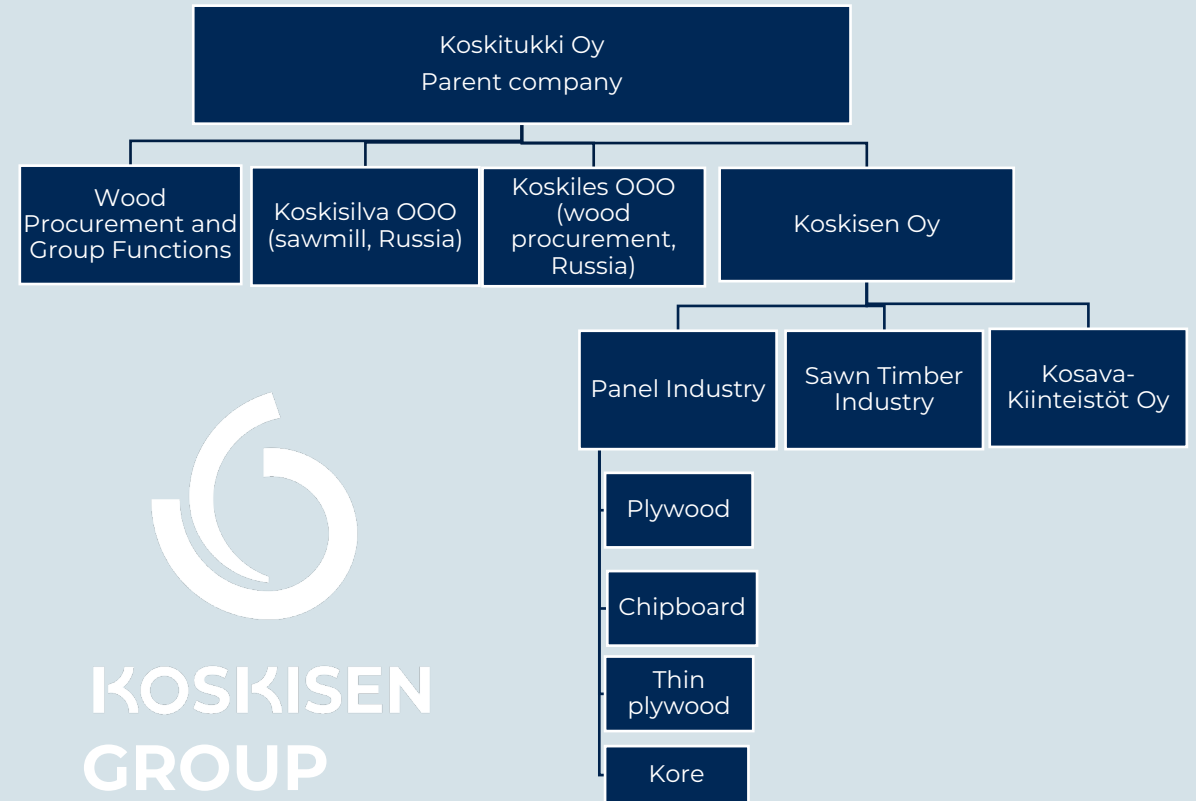 Koskitukki Oy
Parent company
Wood
Procurement and
Group Functions
Koskisilva OOO
(sawmill, Russia)
Koskiles OOO
(wood
procurement,
Russia)
Koskisen Oy
Panel Industry
Sawn Timber
Industry
Kosava-
Kiinteistöt Oy
Plywood
Chipboard
Thin
plywood
Kore
KOSKISEN
GROUP